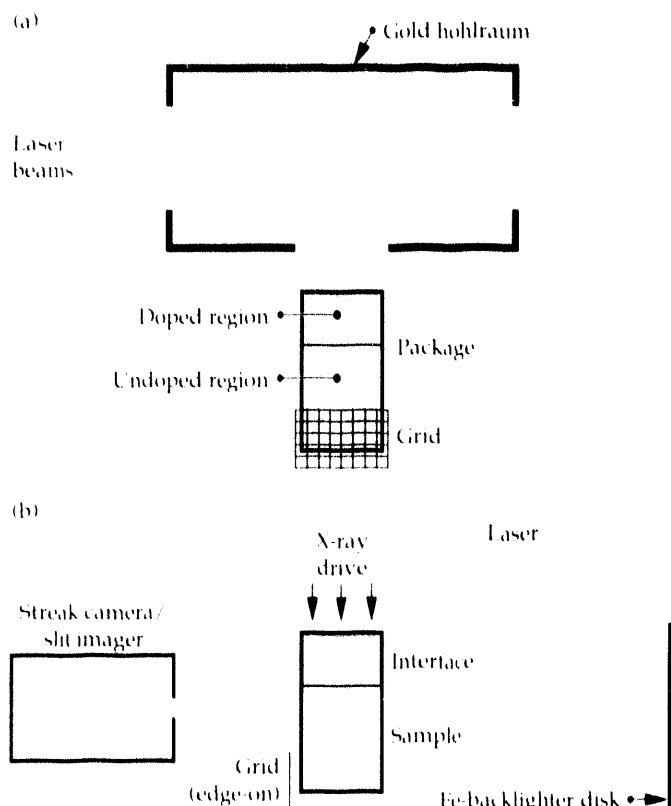 (a)
Gold hohlraum
Laser
beams
Doped region
Package
Undoped region
Grid
(b)
Laser
X-ray
drive
Streak camera/
slit imager
Interface
Sample
Grid
(edge-on)
Fe-backlighter disk